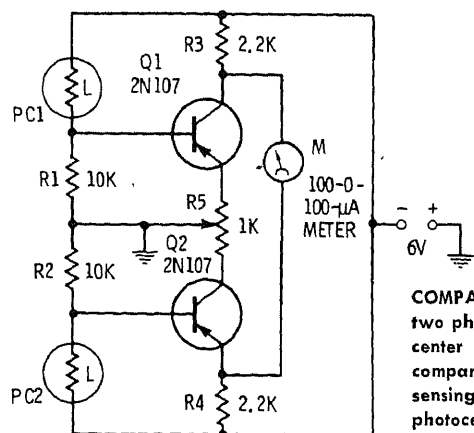 R3 2.2K
Q1
2N107
L
PC1
M
R1 10K
100-0-
100-μA
METER
R5
1K
- +
6V
Q2
2N107
R2 10K
L
PC2
R4 2.2K
COMPA
two ph
center
compar
sensing
photoce